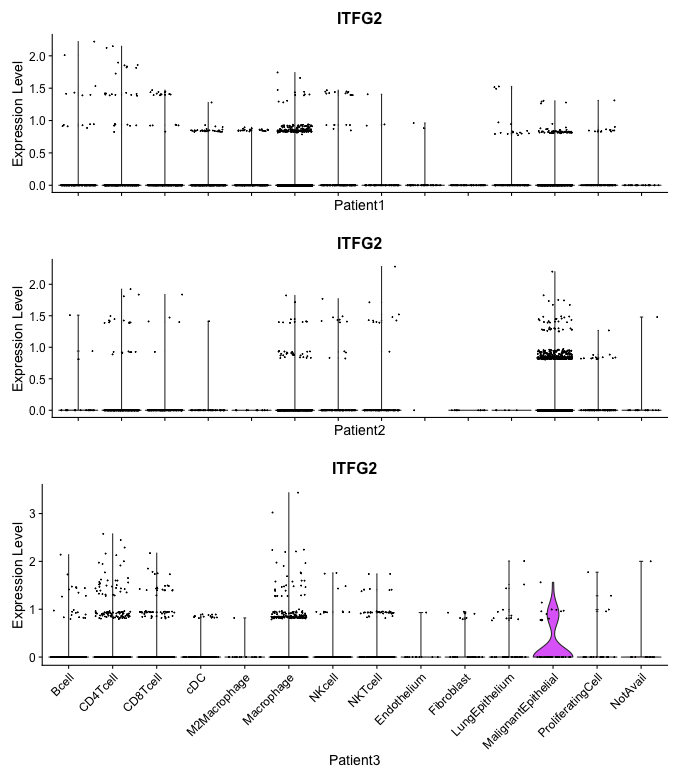 ITFG2
Expression Level
2.0
1.5
1.0
0.5
0.0
Patient1
ITFG2
Expression Level
2.0
1.5
1.0
0.5
0.0
Patient2
ITFG2
Expression Level
3
2
1
0
Bcell
CD4Tcell
CD8Tcell
cDC
M2Macrophage
Macrophage
NKcell
NKTcell
Endothelium
Fibroblast
LungEpithelium
MalignantEpithelial
ProliferatingCell
NotAvail
Patient3